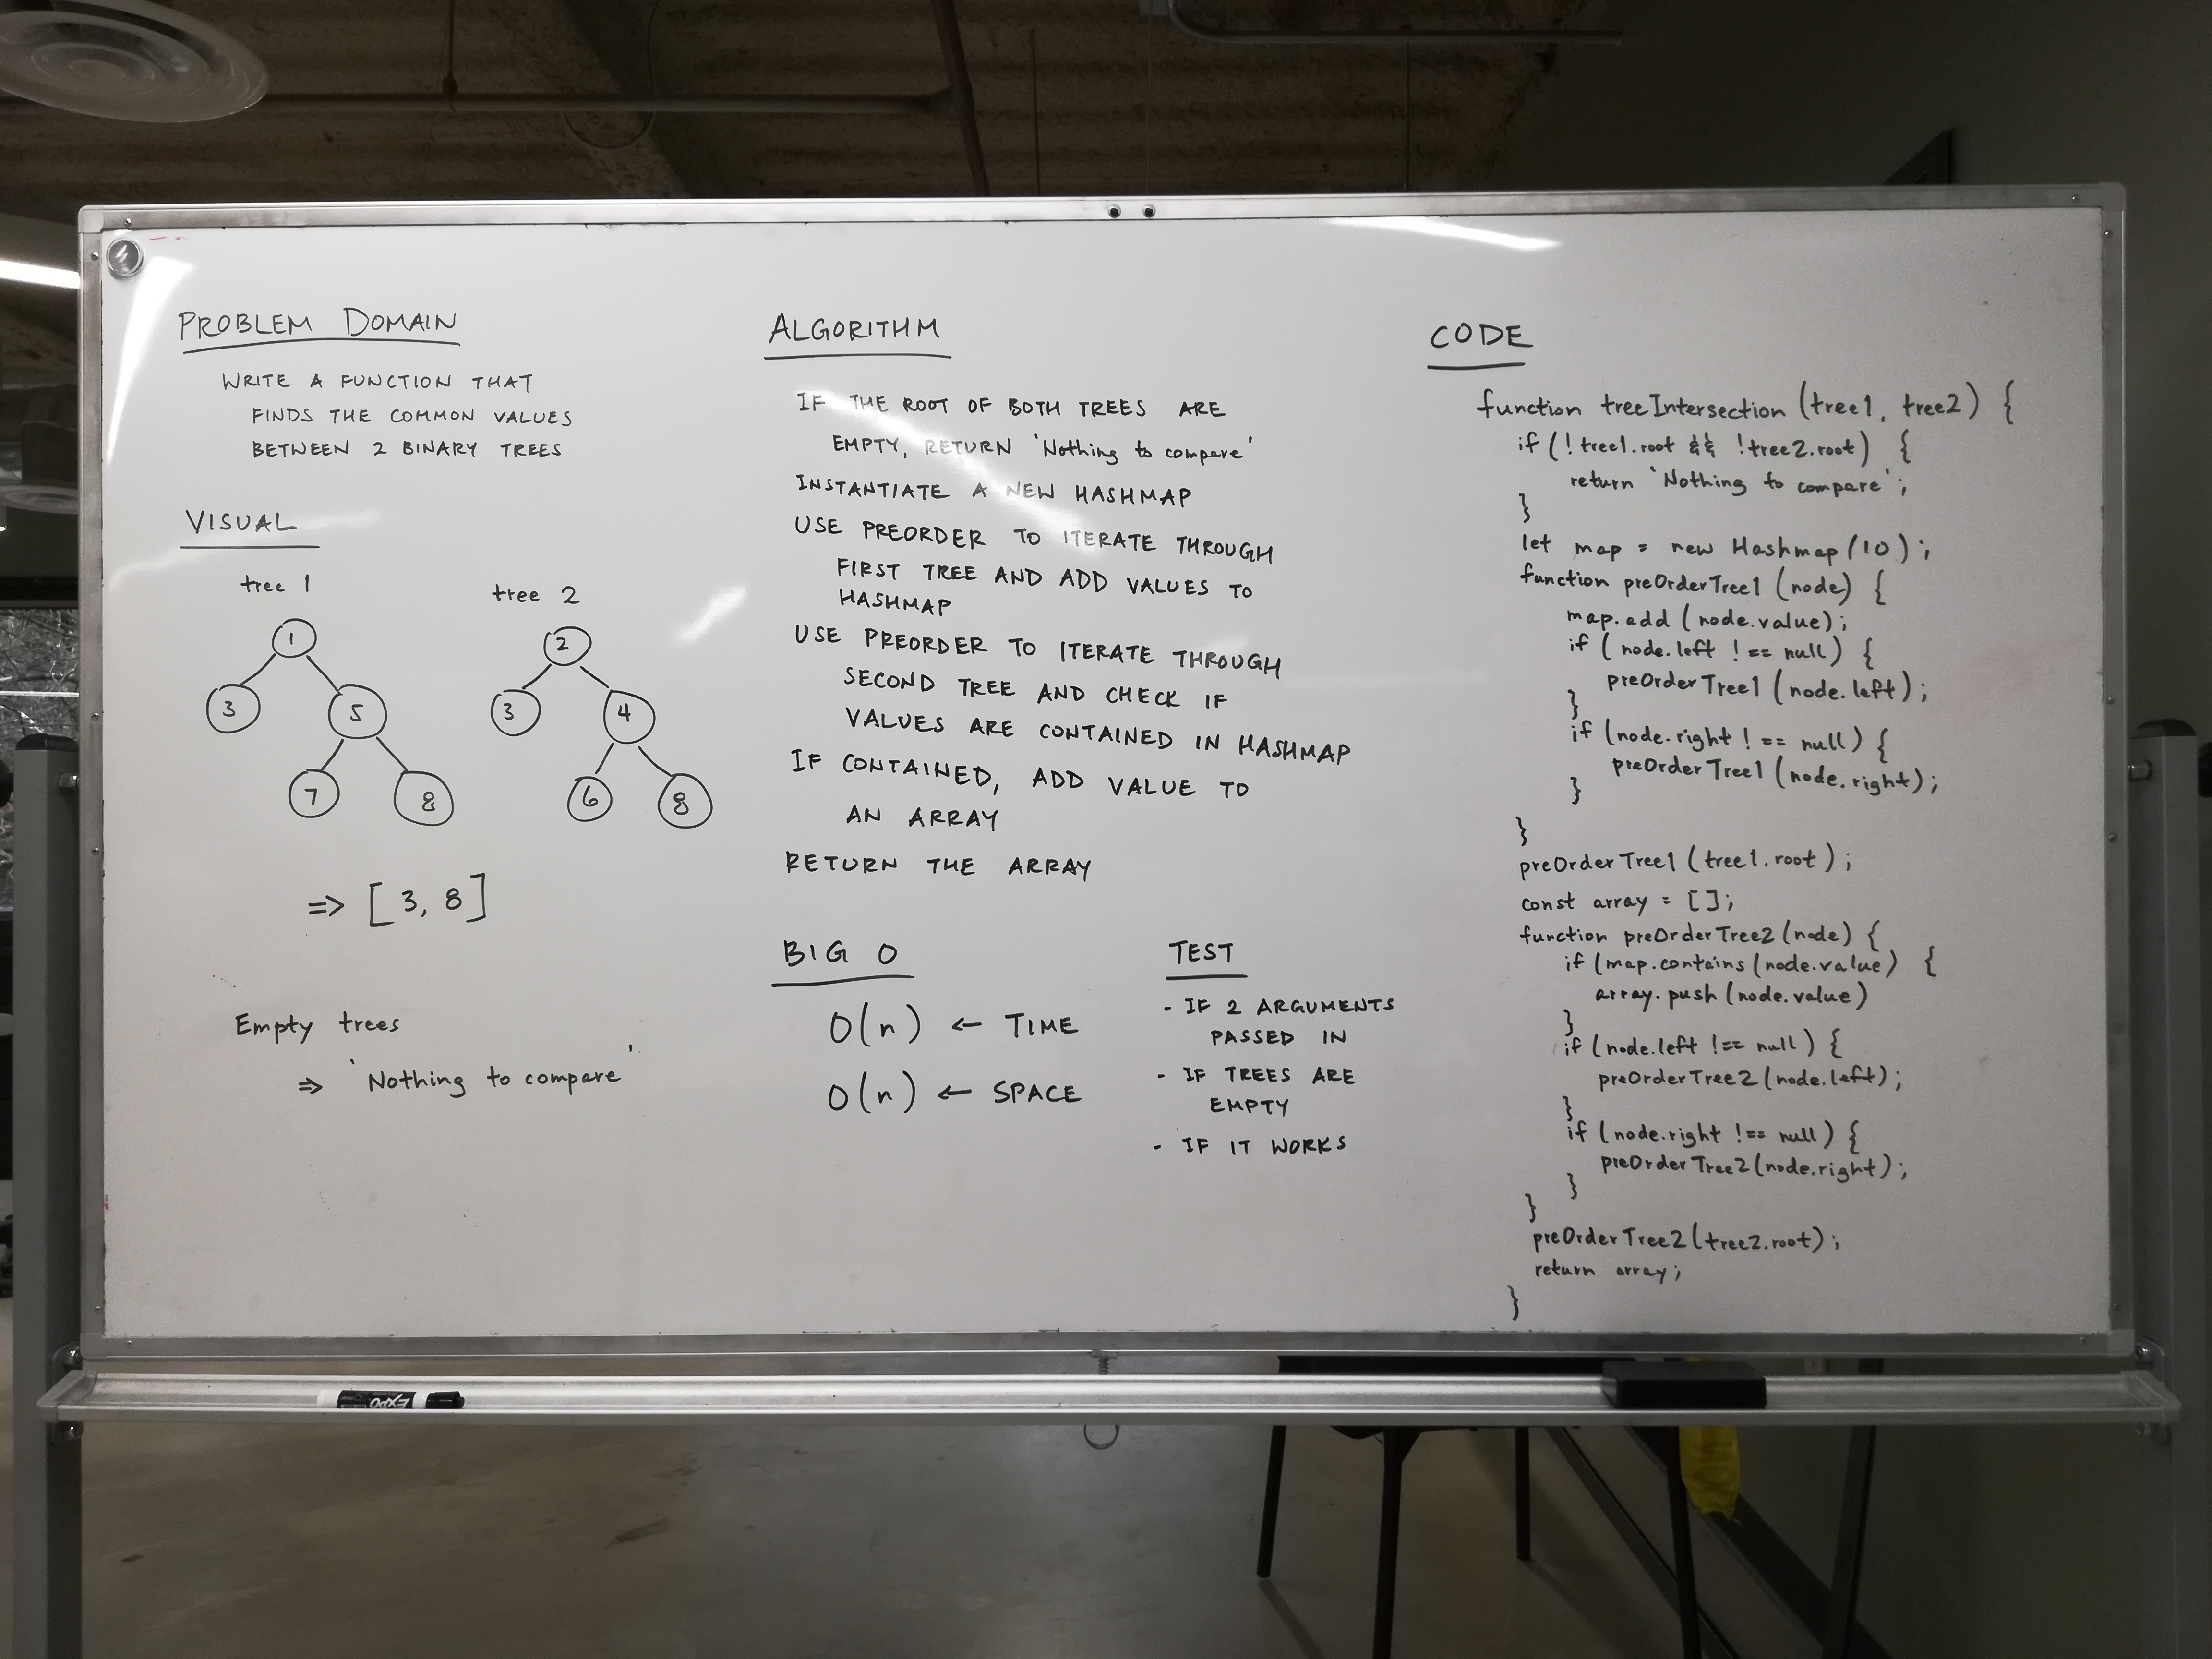 PROBLEM DOMAIN
WRITE A FUNCTION THAT
FINDS THE COMMON VALUES
BETWEEN 2 BINARY TREES
VISUAL
tree 1
1
3
5
7
8
tree 2
2
3
4
6
8
=> [3, 8]
Empty trees
=> 'Nothing to compare'
ALGORITHM
IF THE ROOT OF BOTH TREES ARE
EMPTY, RETURN 'Nothing to compare'
INSTANTIATE A NEW HASHMAP
USE PREORDER TO ITERATE THROUGH
FIRST TREE AND ADD VALUES TO
HASHMAP
USE PREORDER TO ITERATE THROUGH
SECOND TREE AND CHECK IF
VALUES ARE CONTAINED IN HASHMAP
IF CONTAINED, ADD VALUE TO
AN ARRAY
RETURN THE ARRAY
BIG O
O(n) ← TIME
O(n) ← SPACE
TEST
- IF 2 ARGUMENTS
PASSED IN
- IF TREES ARE
EMPTY
- IF IT WORKS
CODE
function treeIntersection (tree1, tree2) {
if (!tree1.root && !tree2.root) {
return 'Nothing to compare';
}
let map = new Hashmap(10);
function preOrderTree1 (node) {
map.add (node.value);
if (node.left !== null) {
preOrderTree1 (node.left);
}
if (node.right !== null) {
preOrderTree1 (node.right);
}
}
preOrderTree1 (tree1.root);
const array = [];
function preOrderTree2 (node) {
if (map.contains (node.value) {
array.push (node.value)
}
if (node.left !== null) {
preOrderTree2 (node.left);
}
if (node.right !== null) {
preOrderTree2 (node.right);
}
}
preOrderTree2 (tree2.root);
return array;
}
EXPO